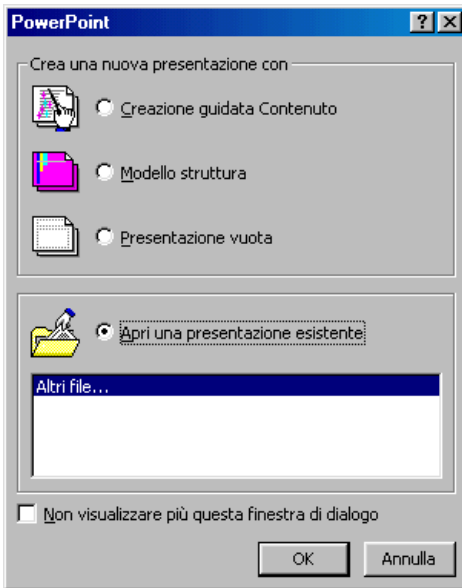 PowerPoint
Crea una nuova presentazione con
Creazione guidata Contenuto
Modello struttura
Presentazione vuota
Apri una presentazione esistente
Altri file...
Non visualizzare più questa finestra di dialogo
OK Annulla